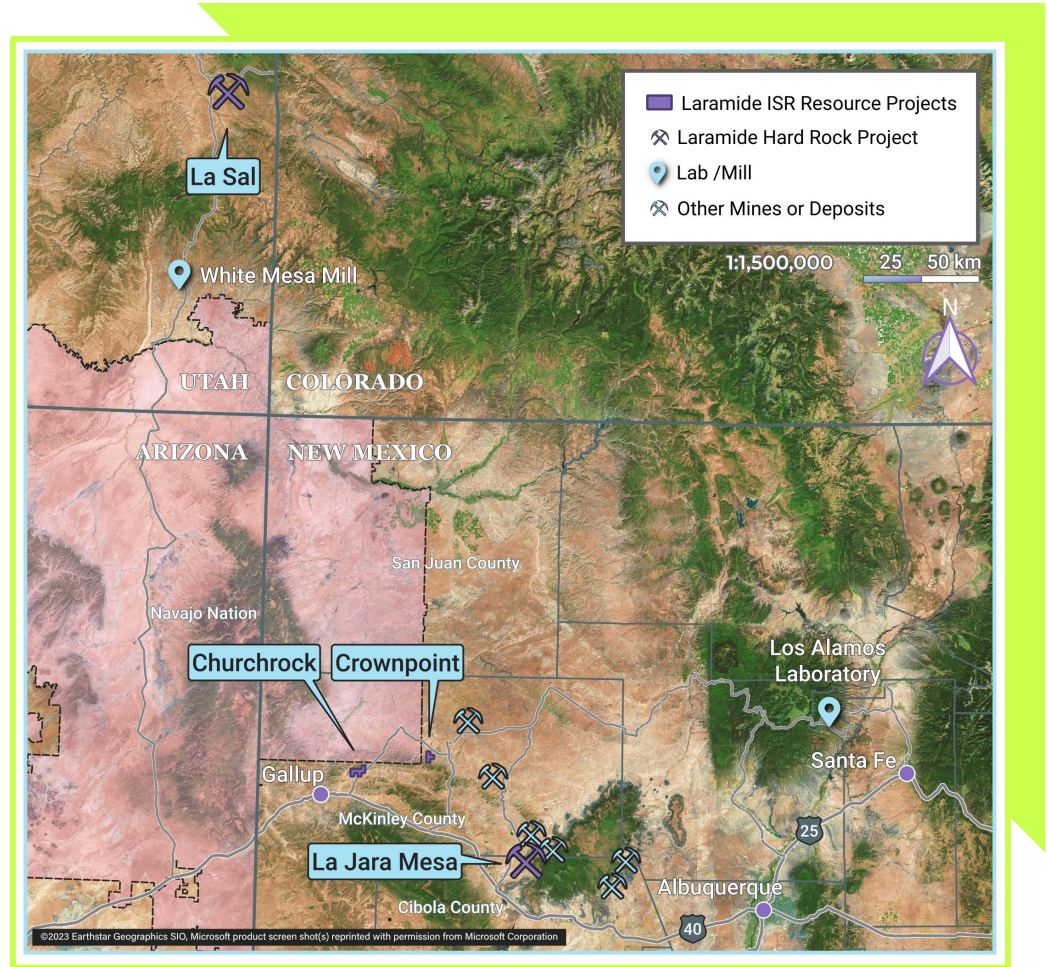 Laramide ISR Resource Projects
Laramide Hard Rock Project
Lab /Mill
Other Mines or Deposits
La Sal
White Mesa Mill
1:1,500,000
25 50 km
N
UTAH COLORADO
ARIZONA NEW MEXICO
San Juan County
Navajo Nation
Churchrock
Crownpoint
Los Alamos
Laboratory
Gallup
Santa Fe
McKinley County
25
La Jara Mesa
Albuquerque
Cibola County
40
©2023 Earthstar Geographics SIO, Microsoft product screen shot(s) reprinted with permission from Microsoft Corporation